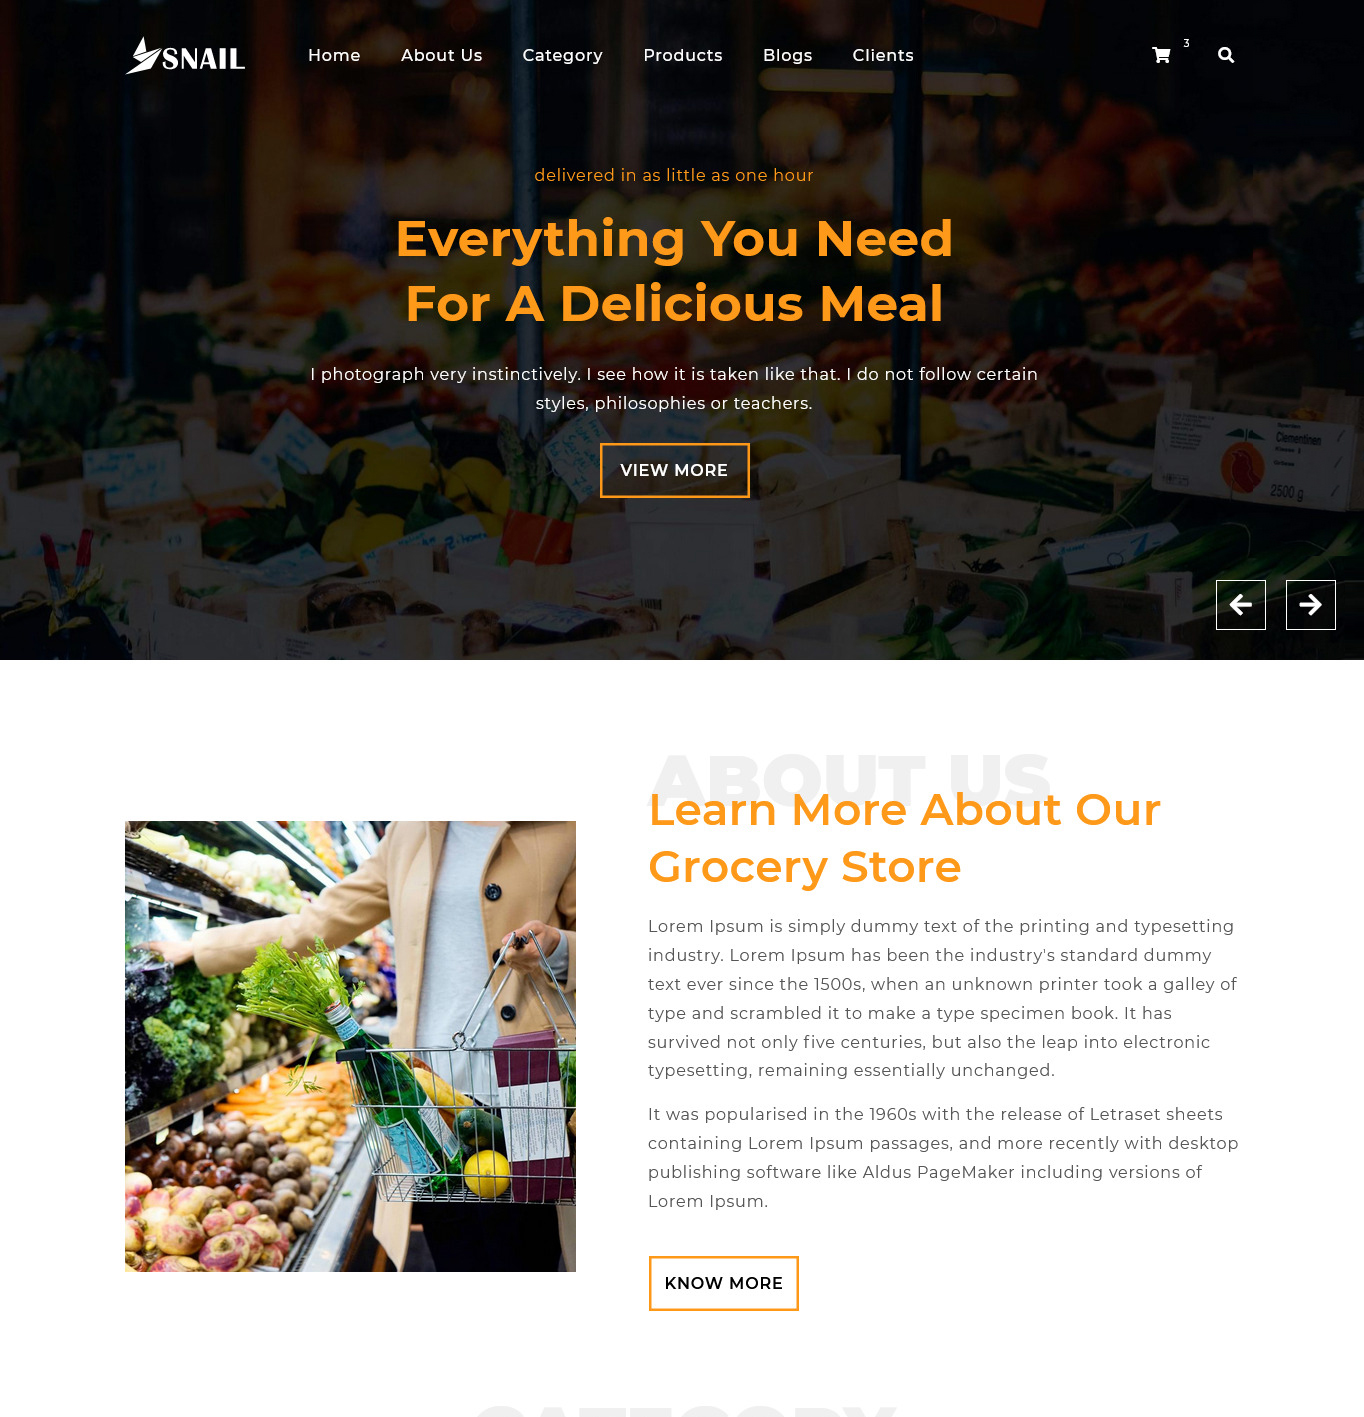 SNAIL
Home About Us Category Products Blogs Clients
3
delivered in as little as one hour
Everything You Need
For A Delicious Meal
I photograph very instinctively. I see how it is taken like that. I do not follow certain
styles, philosophies or teachers.
VIEW MORE
Clementinen
2500 g
ABOUT US
Learn More About Our
Grocery Store
Lorem Ipsum is simply dummy text of the printing and typesetting
industry. Lorem Ipsum has been the industry's standard dummy
text ever since the 1500s, when an unknown printer took a galley of
type and scrambled it to make a type specimen book. It has
survived not only five centuries, but also the leap into electronic
typesetting, remaining essentially unchanged.
It was popularised in the 1960s with the release of Letraset sheets
containing Lorem Ipsum passages, and more recently with desktop
publishing software like Aldus PageMaker including versions of
Lorem Ipsum.
KNOW MORE
CATEGORY